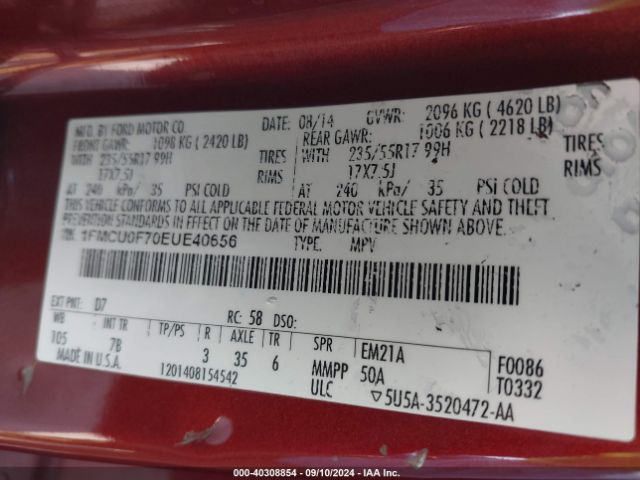 MFD. BY FORD MOTOR CO. DATE: 08/14 GVWR: 2096 KG ( 4620 LB)
FRONT GAWR: 1098 KG ( 2420 LB) REAR GAWR: 1006 KG ( 2218 LB)
WITH 235/55R17 99H TIRES WITH 235/55R17 99H TIRES
17X7.5J RIMS 17X7.5J RIMS
AT 240 kPa/ 35 PSI COLD AT 240 kPa/ 35 PSI COLD
THIS VEHICLE CONFORMS TO ALL APPLICABLE FEDERAL MOTOR VEHICLE SAFETY AND THEFT
PREVENTION STANDARDS IN EFFECT ON THE DATE OF MANUFACTURE SHOWN ABOVE.
VIN: 1FMCU0F70EUE40656 TYPE: MPV
EXT PNT: D7 RC: 58 DSO:
WB INT TR TP/PS R AXLE TR SPR EM21A F0086
105 7B 3 35 6 MMPP 50A T0332
MADE IN U.S.A. 1201408154542 ULC 5U5A-3520472-AA
000-40308854 / 09/10/2024 - IAA Inc.